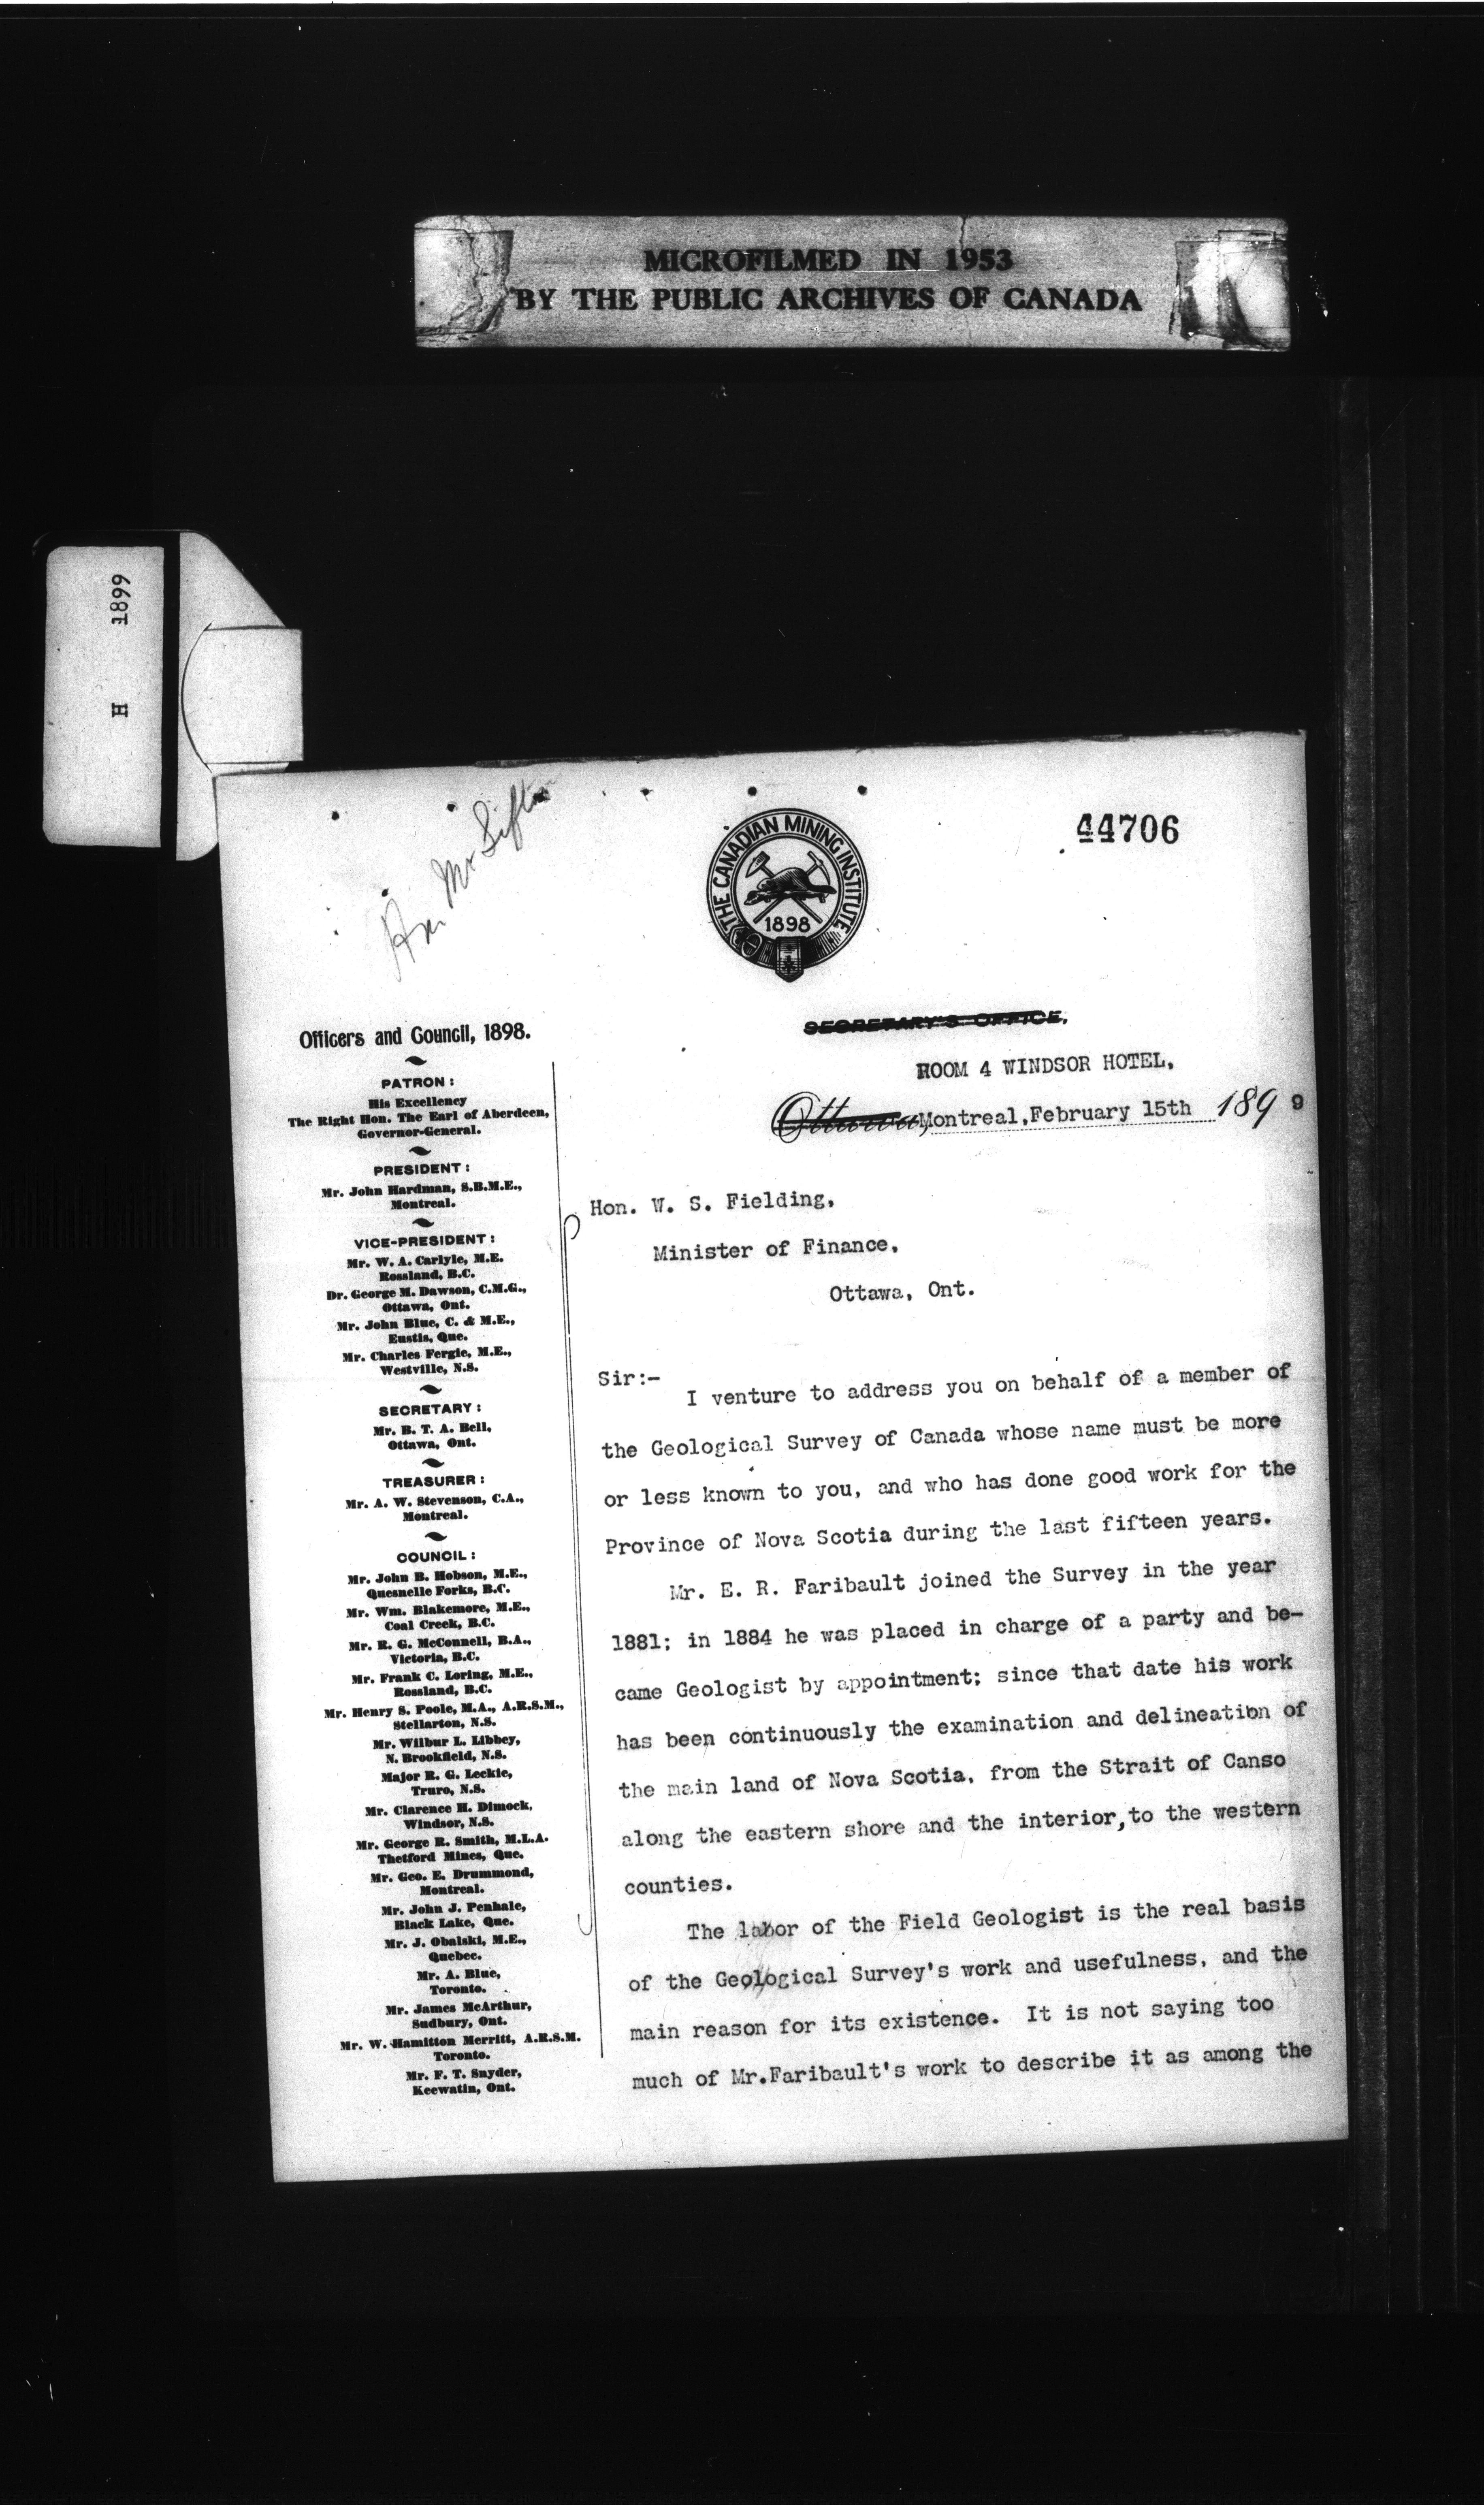 MICROFILMED IN 1953
BY THE PUBLIC ARCHIVES OF CANADA
H 1899
Hon Mr Sifton
THE CANADIAN MINING INSTITUTE
1898
44706
SECRETARY'S OFFICE,
ROOM 4 WINDSOR HOTEL,
Ottawa, Montreal, February 15th 1899
Officers and Council, 1898.
PATRON:
His Excellency
The Right Hon. The Earl of Aberdeen,
Governor-General.
PRESIDENT:
Mr. John Hardman, S.B.M.E.,
Montreal.
VICE-PRESIDENT:
Mr. W. A. Carlyle, M.E.
Rossland, B.C.
Dr. George M. Dawson, C.M.G.,
Ottawa, Ont.
Mr. John Blue, C. & M.E.,
Eustis, Que.
Mr. Charles Fergie, M.E.,
Westville, N.S.
SECRETARY:
Mr. B. T. A. Bell,
Ottawa, Ont.
TREASURER:
Mr. A. W. Stevenson, C.A.,
Montreal.
COUNCIL:
Mr. John B. Hobson, M.E.,
Quesnelle Forks, B.C.
Mr. Wm. Blakemore, M.E.,
Coal Creek, B.C.
Mr. R. G. McConnell, B.A.,
Victoria, B.C.
Mr. Frank C. Loring, M.E.,
Rossland, B.C.
Mr. Henry S. Poole, M.A., A.R.S.M.,
Stellarton, N.S.
Mr. Wilbur L. Libbey,
N. Brookfield, N.S.
Major R. G. Leckie,
Truro, N.S.
Mr. Clarence H. Dimock,
Windsor, N.S.
Mr. George R. Smith, M.L.A.
Thetford Mines, Que.
Mr. Geo. E. Drummond,
Montreal.
Mr. John J. Penhale,
Black Lake, Que.
Mr. J. Obalski, M.E.,
Quebec.
Mr. A. Blue,
Toronto.
Mr. James McArthur,
Sudbury, Ont.
Mr. W. Hamilton Merritt, A.R.S.M.
Toronto.
Mr. F. T. Snyder,
Keewatin, Ont.
Hon. W. S. Fielding,
Minister of Finance,
Ottawa, Ont.
Sir:-
I venture to address you on behalf of a member of
the Geological Survey of Canada whose name must be more
or less known to you, and who has done good work for the
Province of Nova Scotia during the last fifteen years.
Mr. E. R. Faribault joined the Survey in the year
1881; in 1884 he was placed in charge of a party and be-
came Geologist by appointment; since that date his work
has been continuously the examination and delineation of
the main land of Nova Scotia, from the Strait of Canso
along the eastern shore and the interior, to the western
counties.
The labor of the Field Geologist is the real basis
of the Geological Survey's work and usefulness, and the
main reason for its existence. It is not saying too
much of Mr.Faribault's work to describe it as among the